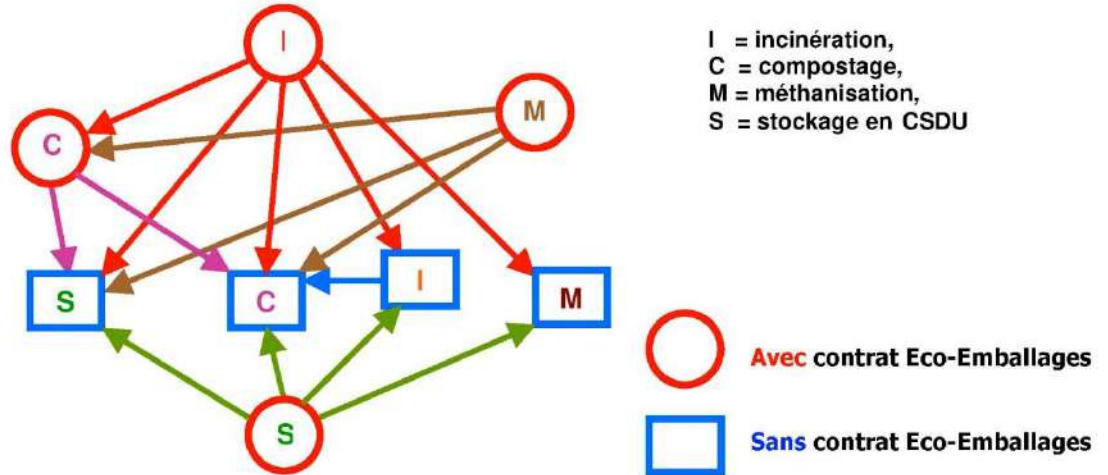 I
I = incinération,
C = compostage,
M = méthanisation,
S = stockage en CSDU
M
C
S
C
I
M
Avec contrat Eco-Emballages
S
Sans contrat Eco-Emballages